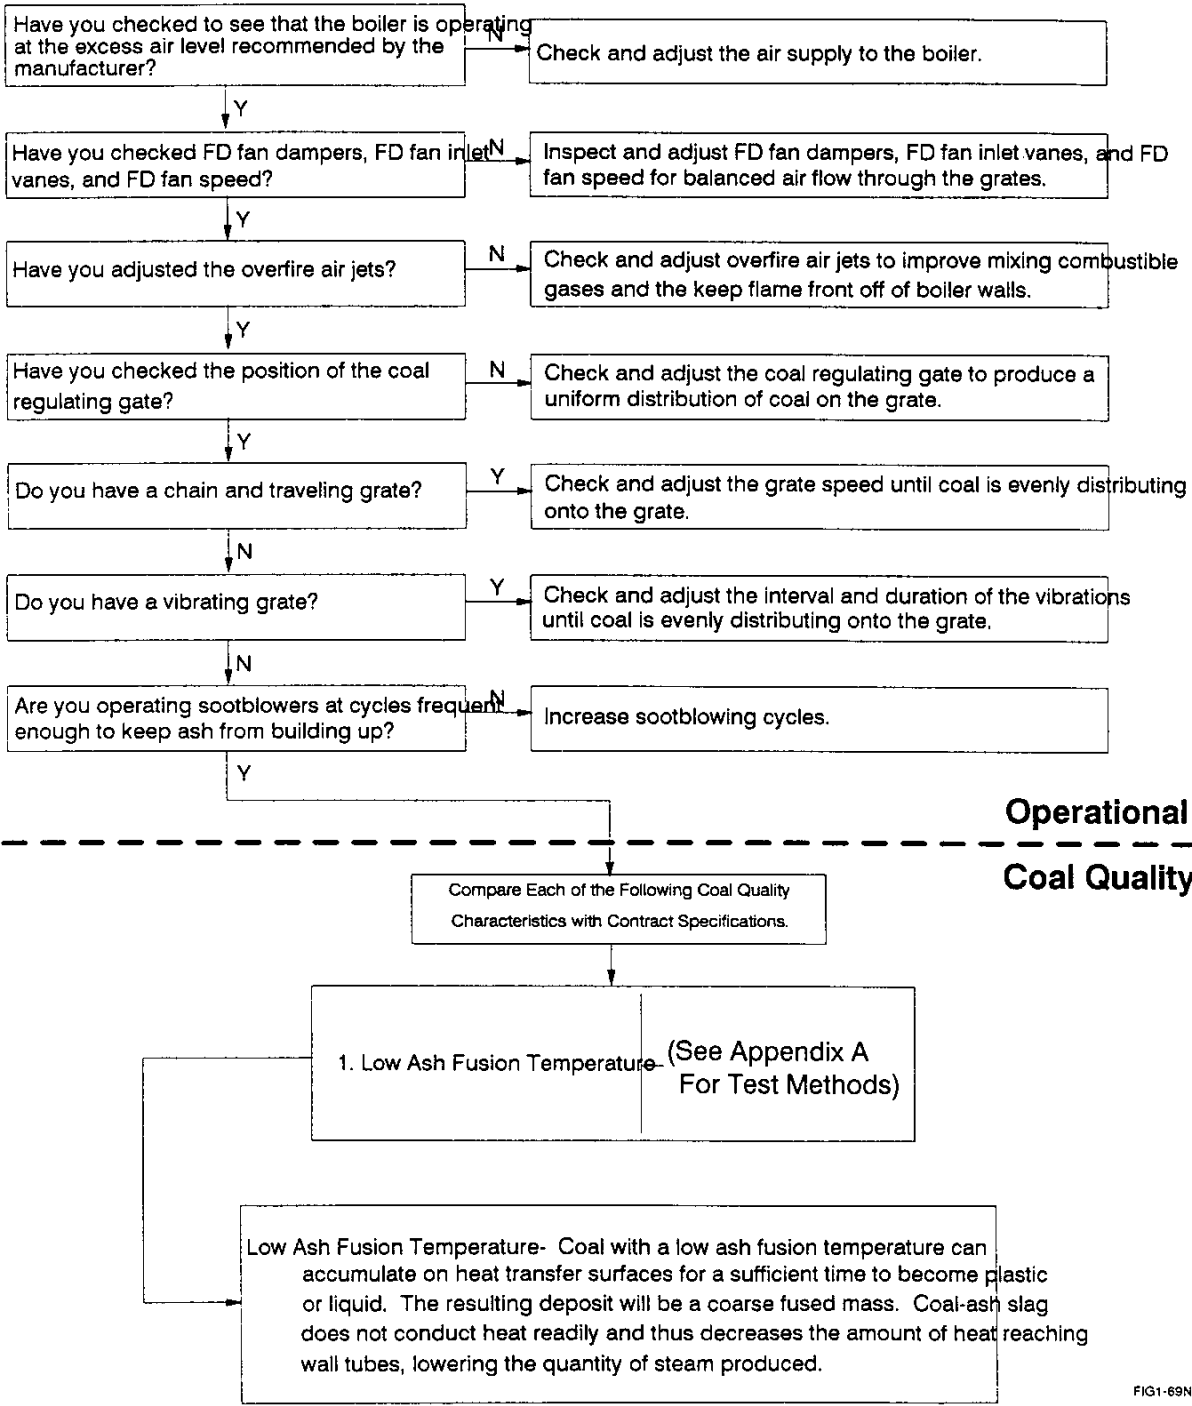 Have you checked to see that the boiler is operating
at the excess air level recommended by the
manufacturer?
N
Check and adjust the air supply to the boiler.
Y
Have you checked FD fan dampers, FD fan inlet
vanes, and FD fan speed?
N
Inspect and adjust FD fan dampers, FD fan inlet vanes, and FD
fan speed for balanced air flow through the grates.
Y
Have you adjusted the overfire air jets?
N
Check and adjust overfire air jets to improve mixing combustible
gases and the keep flame front off of boiler walls.
Y
Have you checked the position of the coal
regulating gate?
N
Check and adjust the coal regulating gate to produce a
uniform distribution of coal on the grate.
Y
Do you have a chain and traveling grate?
Y
Check and adjust the grate speed until coal is evenly distributing
onto the grate.
N
Do you have a vibrating grate?
Y
Check and adjust the interval and duration of the vibrations
until coal is evenly distributing onto the grate.
N
Are you operating sootblowers at cycles frequent
enough to keep ash from building up?
N
Increase sootblowing cycles.
Y
Operational
Coal Quality
Compare Each of the Following Coal Quality
Characteristics with Contract Specifications.
1. Low Ash Fusion Temperature-
(See Appendix A
For Test Methods)
Low Ash Fusion Temperature- Coal with a low ash fusion temperature can
accumulate on heat transfer surfaces for a sufficient time to become plastic
or liquid. The resulting deposit will be a coarse fused mass. Coal-ash slag
does not conduct heat readily and thus decreases the amount of heat reaching
wall tubes, lowering the quantity of steam produced.
FIG1-69N